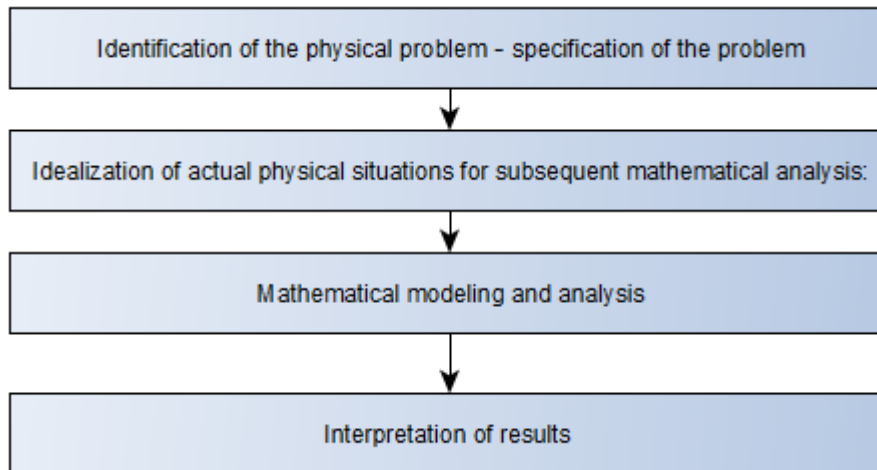 Identification of the physical problem - specification of the problem
Idealization of actual physical situations for subsequent mathematical analysis:
Mathematical modeling and analysis
Interpretation of results